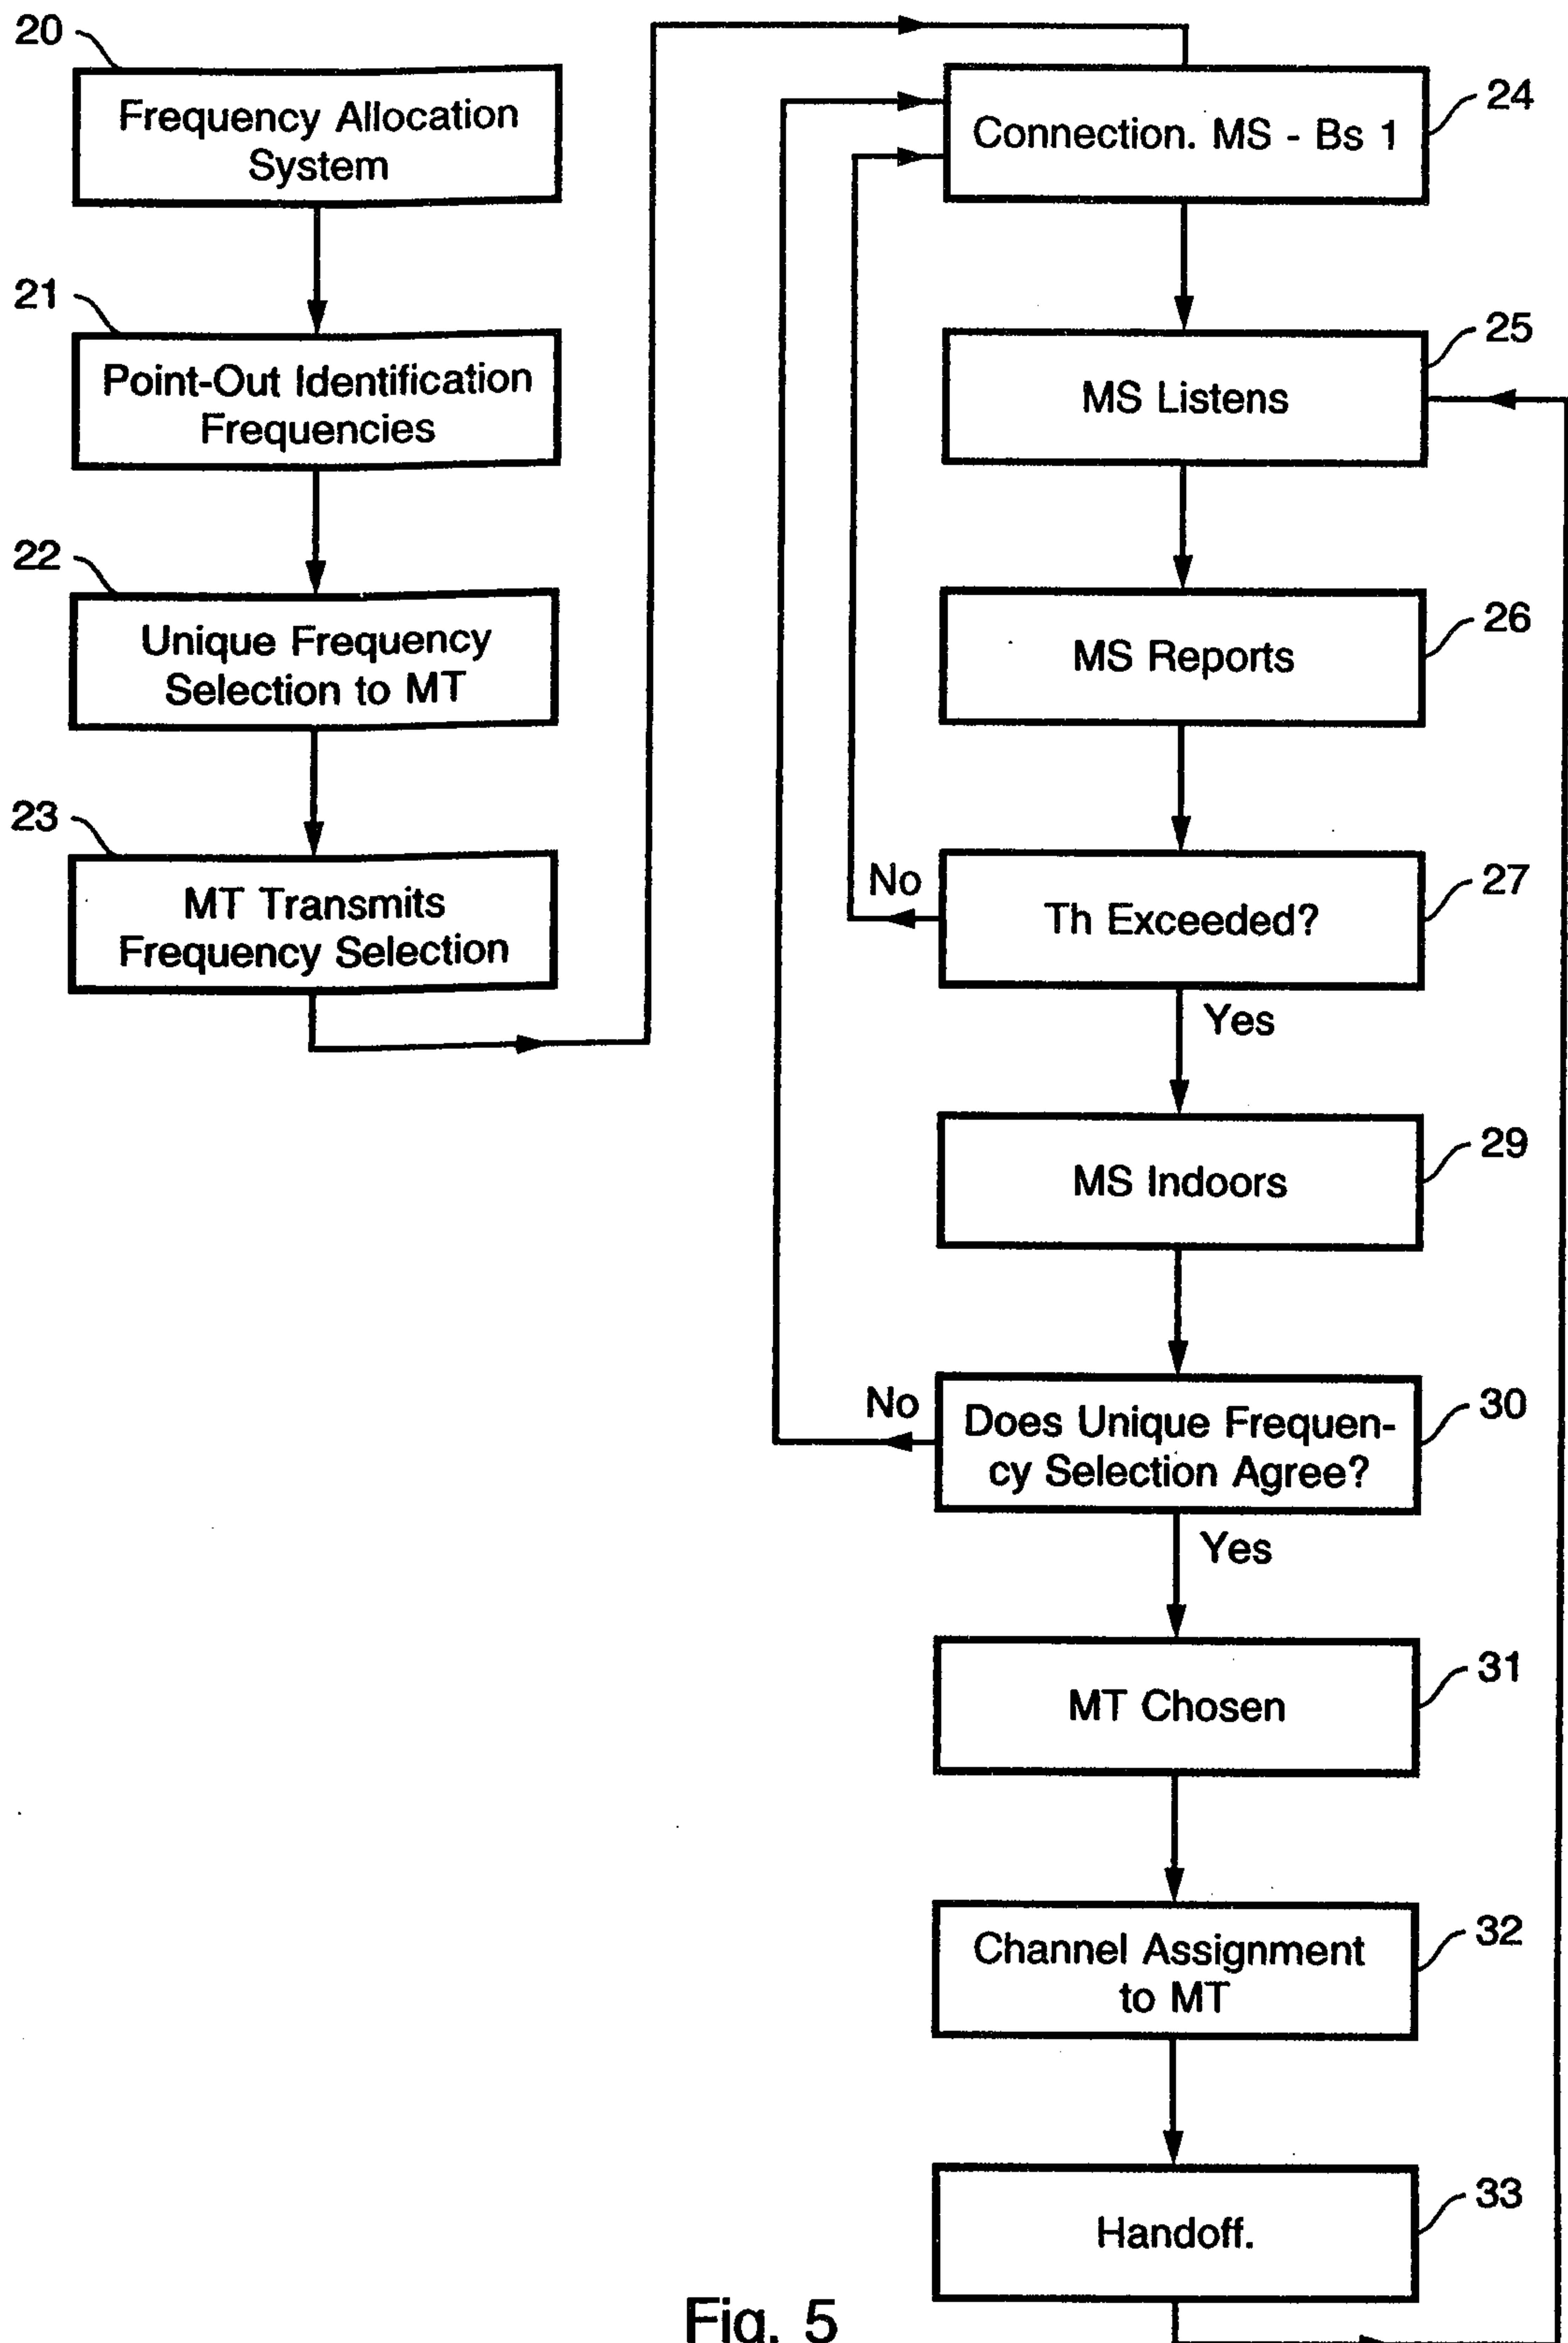 20
Frequency Allocation
System
21
Point-Out Identification
Frequencies
22
Unique Frequency
Selection to MT
23
MT Transmits
Frequency Selection
24
Connection. MS - Bs 1
25
MS Listens
26
MS Reports
27
No
Th Exceeded?
Yes
29
MS Indoors
30
No
Does Unique Frequen-
cy Selection Agree?
Yes
31
MT Chosen
32
Channel Assignment
to MT
33
Handoff.
Fig. 5